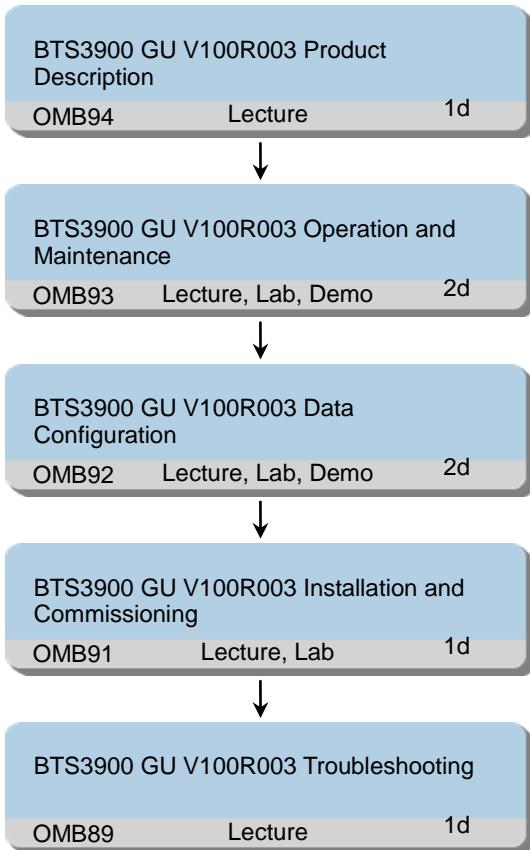 BTS3900 GU V100R003 Product
Description
OMB94 Lecture 1d
BTS3900 GU V100R003 Operation and
Maintenance
OMB93 Lecture, Lab, Demo 2d
BTS3900 GU V100R003 Data
Configuration
OMB92 Lecture, Lab, Demo 2d
BTS3900 GU V100R003 Installation and
Commissioning
OMB91 Lecture, Lab 1d
BTS3900 GU V100R003 Troubleshooting
OMB89 Lecture 1d